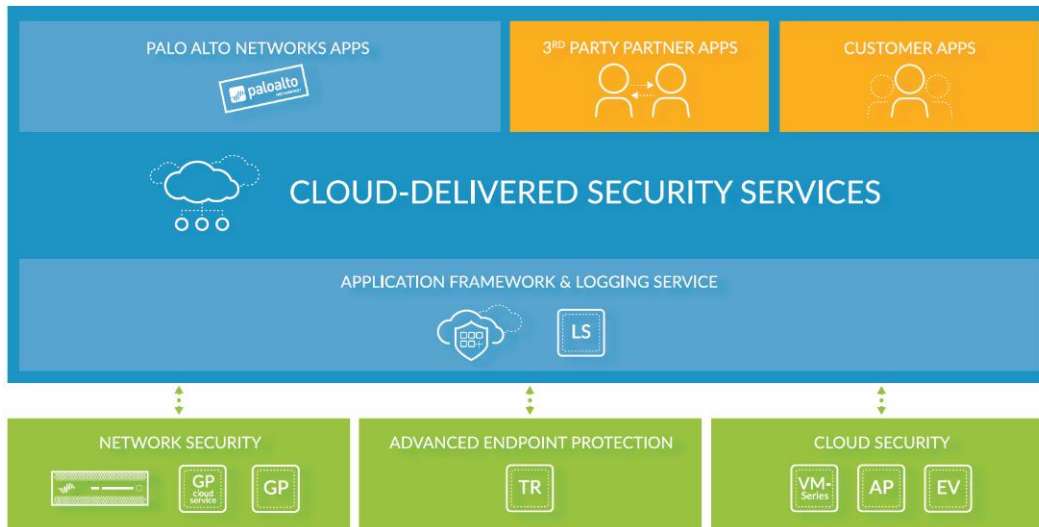 PALO ALTO NETWORKS APPS
paloalto
3RD PARTY PARTNER APPS
CUSTOMER APPS
CLOUD-DELIVERED SECURITY SERVICES
APPLICATION FRAMEWORK & LOGGING SERVICE
LS
NETWORK SECURITY
GP
cloud
service
GP
ADVANCED ENDPOINT PROTECTION
TR
CLOUD SECURITY
VM-
Series
AP
EV